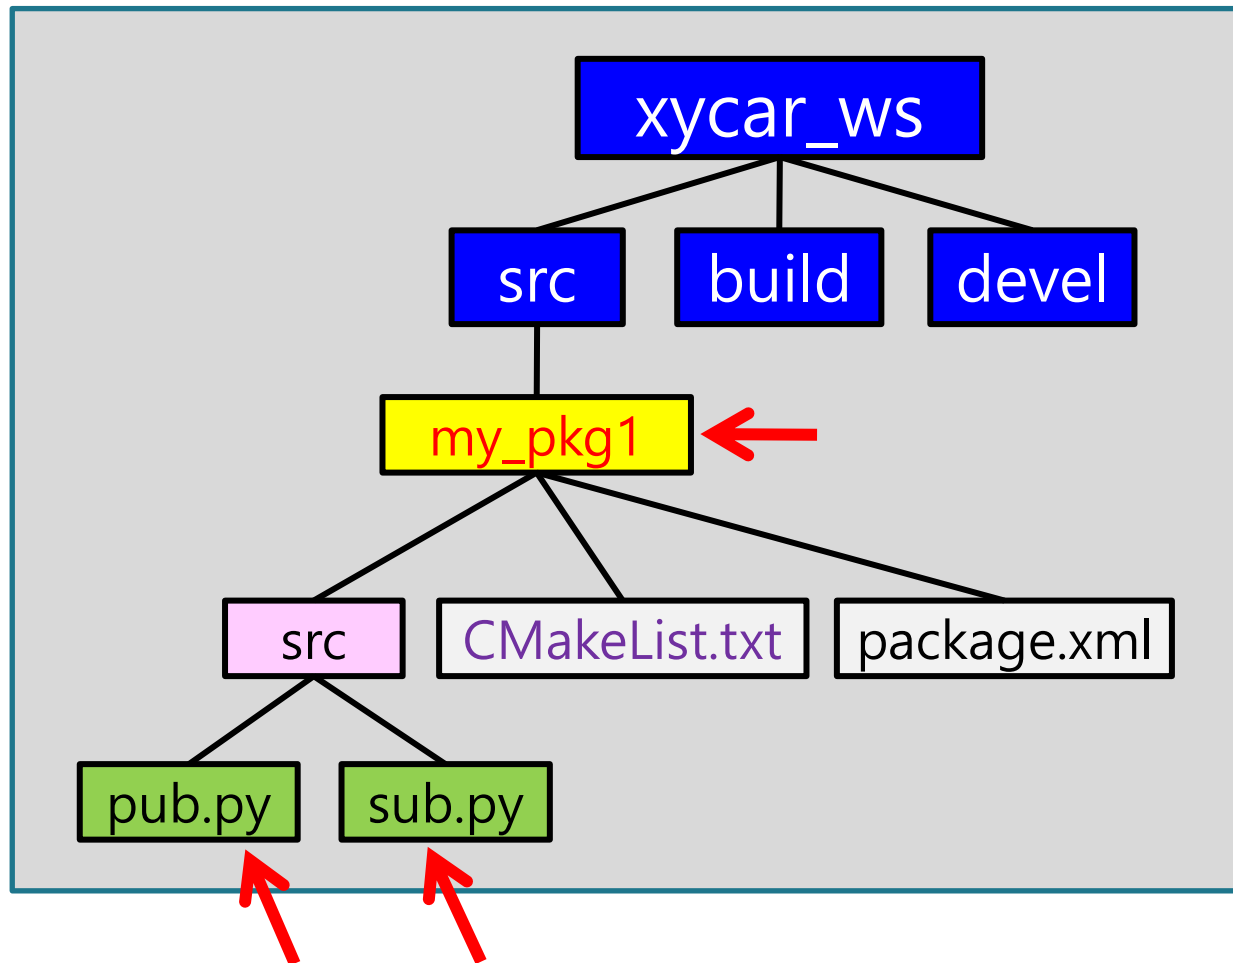 xycar_ws
src
build
devel
my_pkg1
src
CMakeList.txt
package.xml
pub.py
sub.py